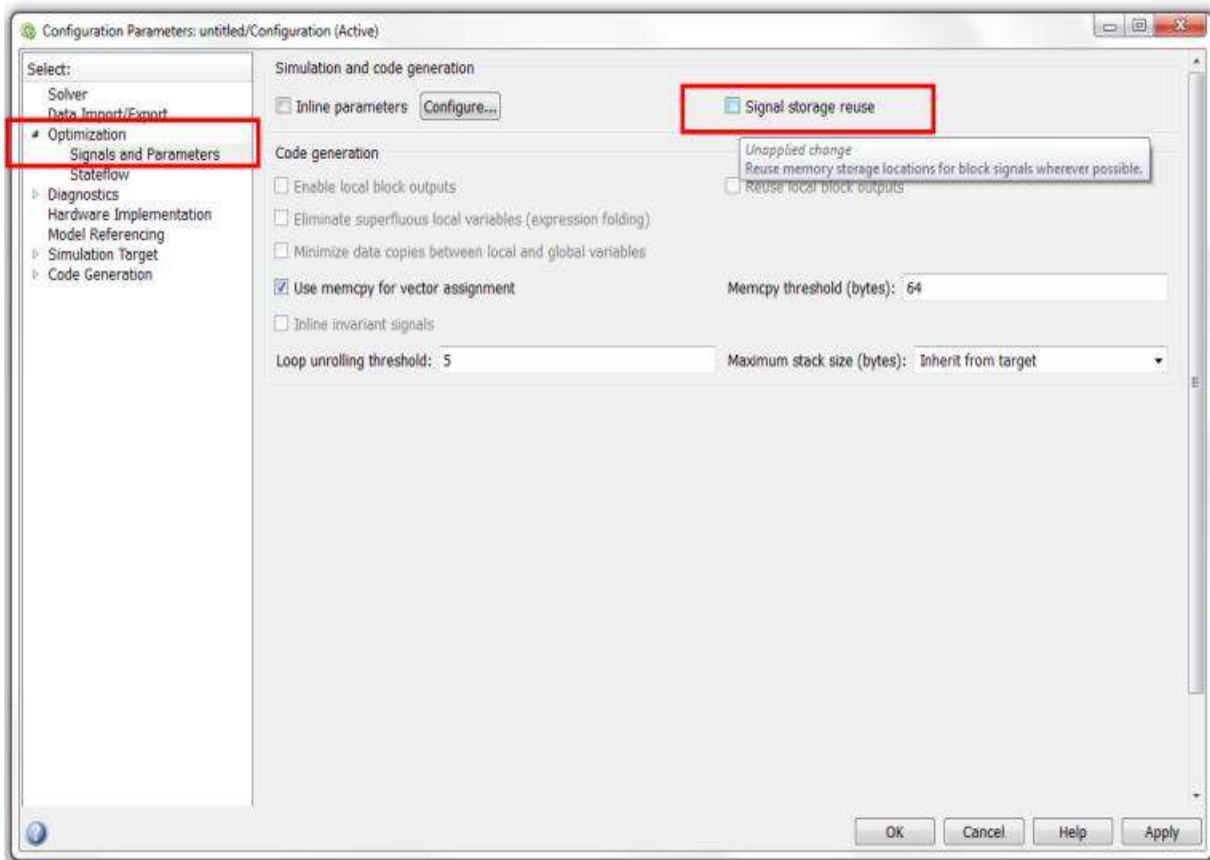 Configuration Parameters: untitled/Configuration (Active)
Select:
Solver
Data Import/Export
Optimization
Signals and Parameters
Stateflow
Diagnostics
Hardware Implementation
Model Referencing
Simulation Target
Code Generation
Simulation and code generation
Inline parameters Configure... Signal storage reuse
Unapplied change
Reuse memory storage locations for block signals wherever possible.
Code generation
Enable local block outputs Reuse local block outputs
Eliminate superfluous local variables (expression folding)
Minimize data copies between local and global variables
Use memcpy for vector assignment Memcpy threshold (bytes): 64
Inline invariant signals
Loop unrolling threshold: 5 Maximum stack size (bytes): Inherit from target
OK Cancel Help Apply